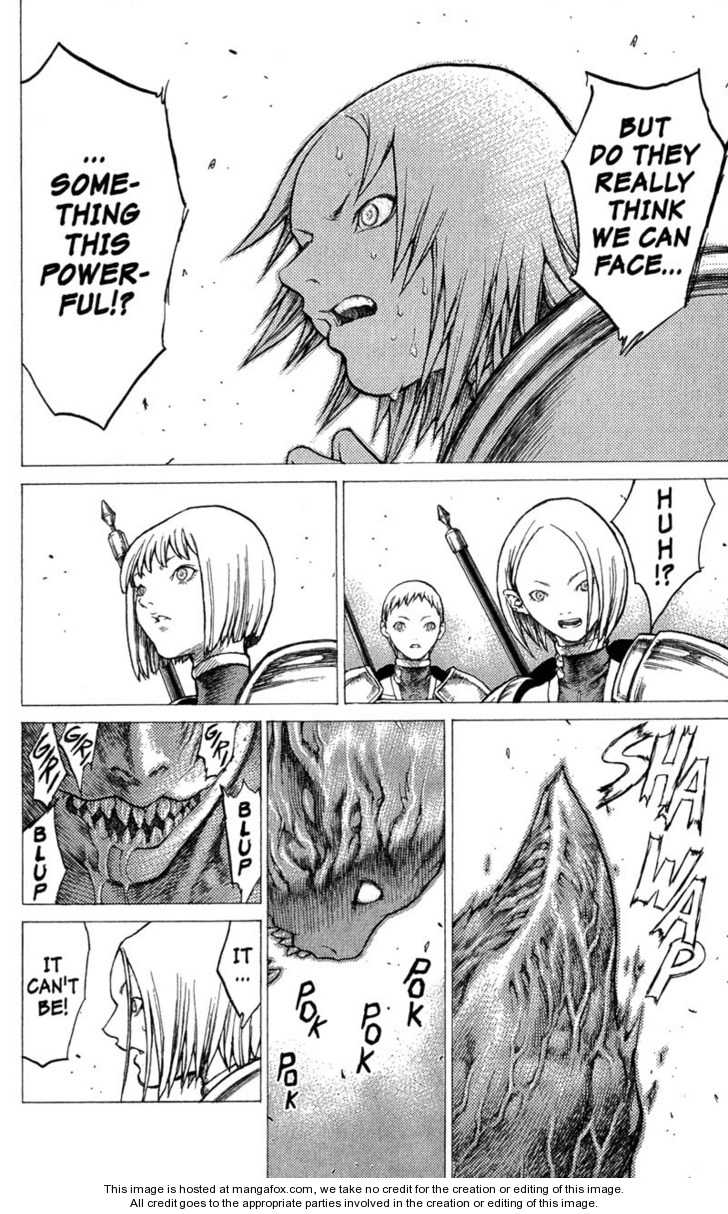 BUT
DO THEY
REALLY
THINK
WE CAN
FACE...
...
SOME-
THING
THIS
POWER-
FUL!?
HUH!?
SHAWAP
POK
POK
POK
POK
GRI
GRI
GRI
BLUP
BLUP
IT
...
IT
CAN'T
BE!
This image is hosted at mangafox.com, we take no credit for the creation or editing of this image.
All credit goes to the appropriate parties involved in the creation or editing of this image.